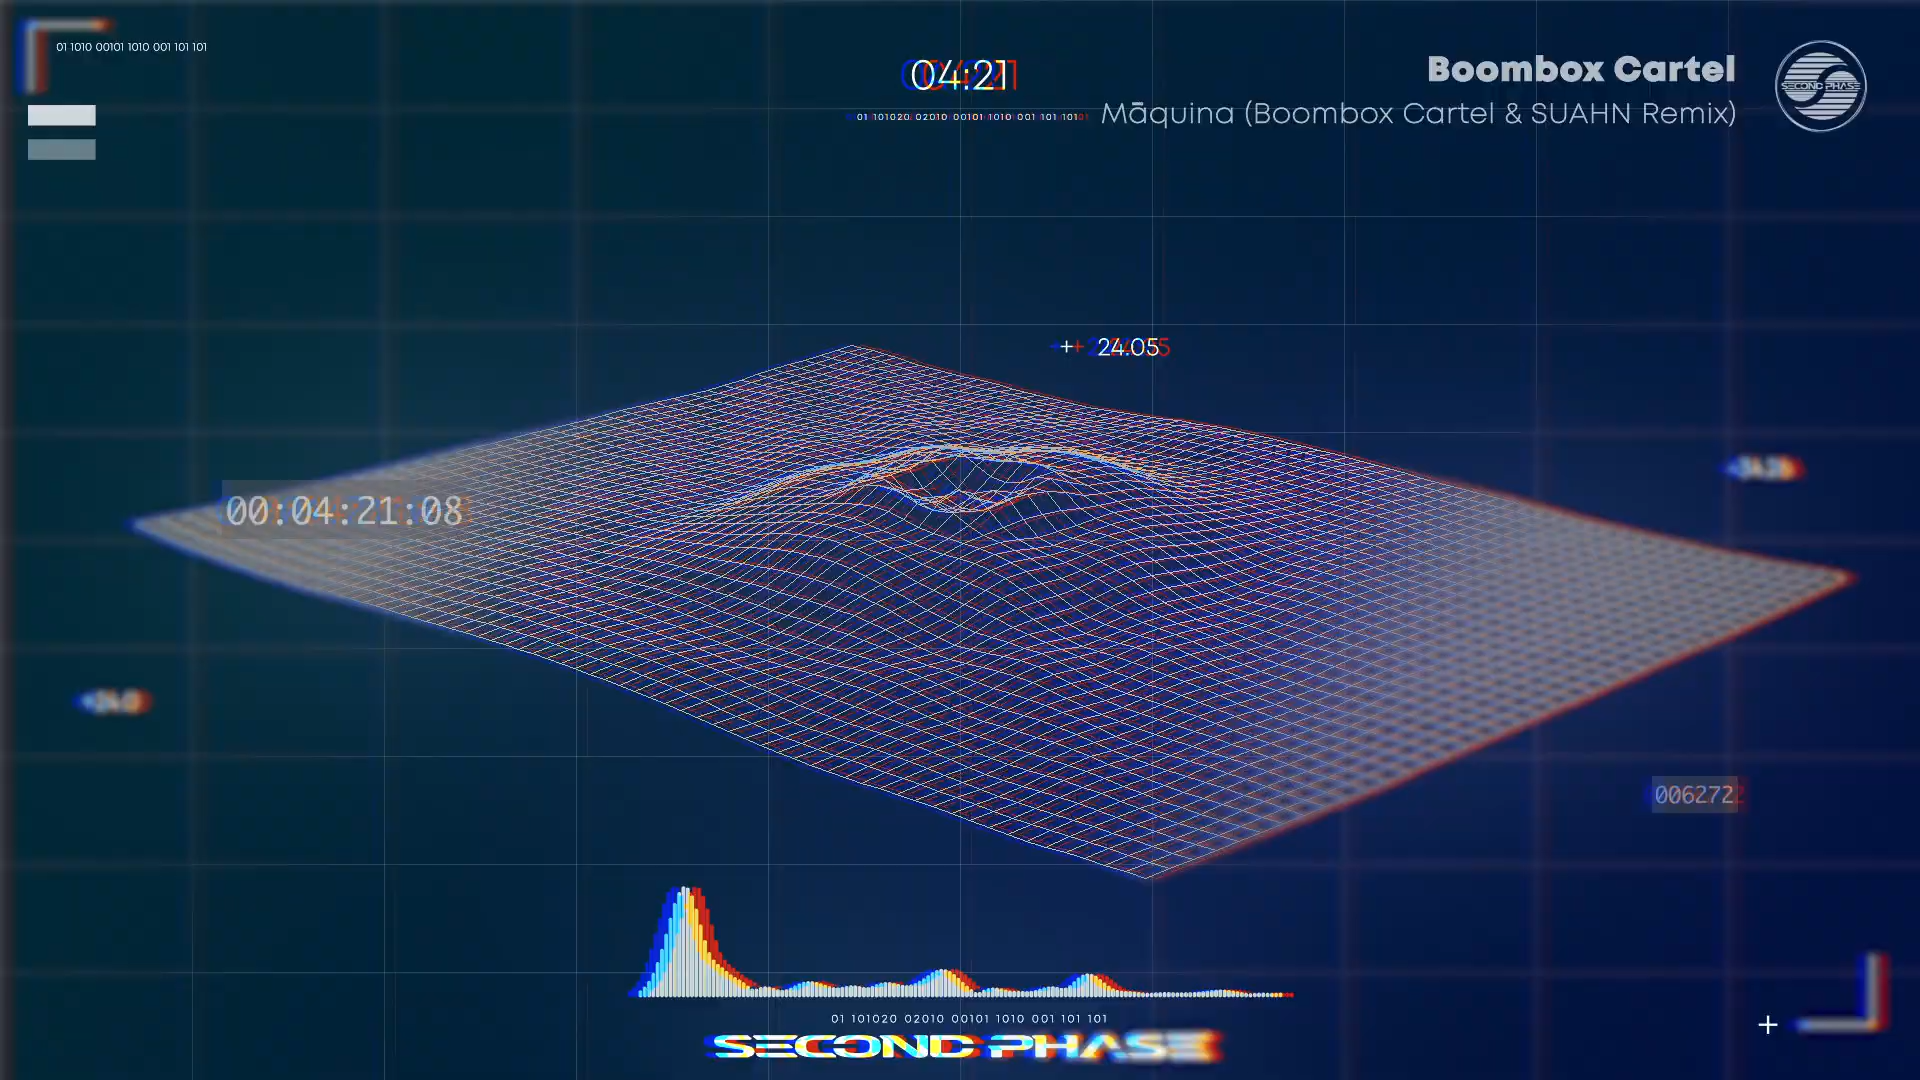 01 1010 00101 1010 001 101 101
04:21
01 101020 02010 00101 1010 001 101 101
Boombox Cartel
Māquina (Boombox Cartel & SUAHN Remix)
SECOND PHASE
+ 24.05
00:04:21:08
006272
01 101020 02010 00101 1010 001 101 101
SECOND PHASE